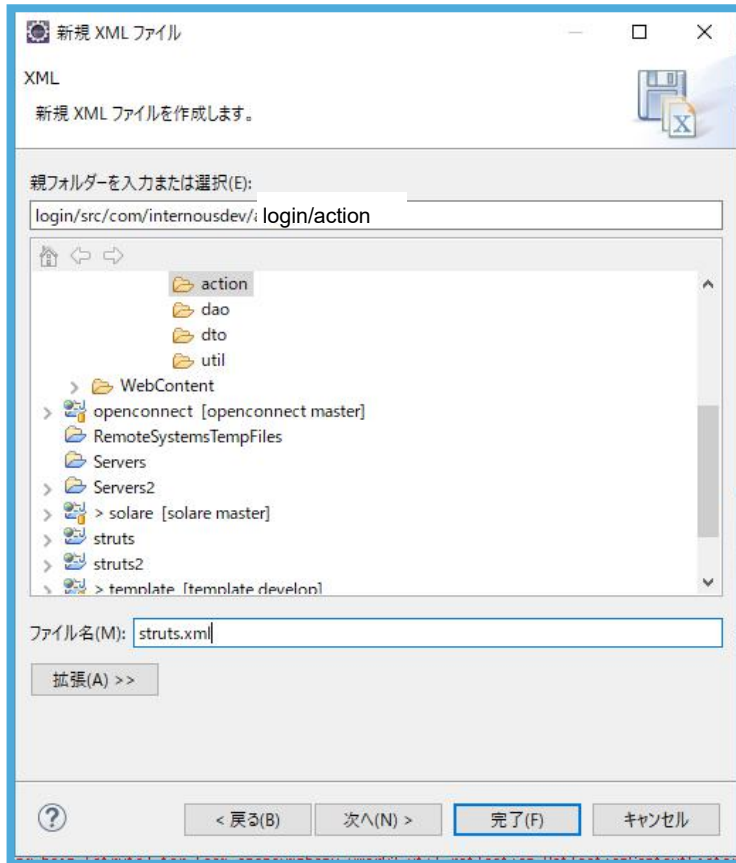 新規 XML ファイル
XML
新規 XML ファイルを作成します。
親フォルダーを入力または選択(E):
login/src/com/internousdev/ login/action
action
dao
dto
util
WebContent
openconnect [openconnect master]
RemoteSystemsTempFiles
Servers
Servers2
> solare [solare master]
struts
struts2
> template [template develop]
ファイル名(M): struts.xml
拡張(A) >>
< 戻る(B) 次へ(N) > 完了(F) キャンセル